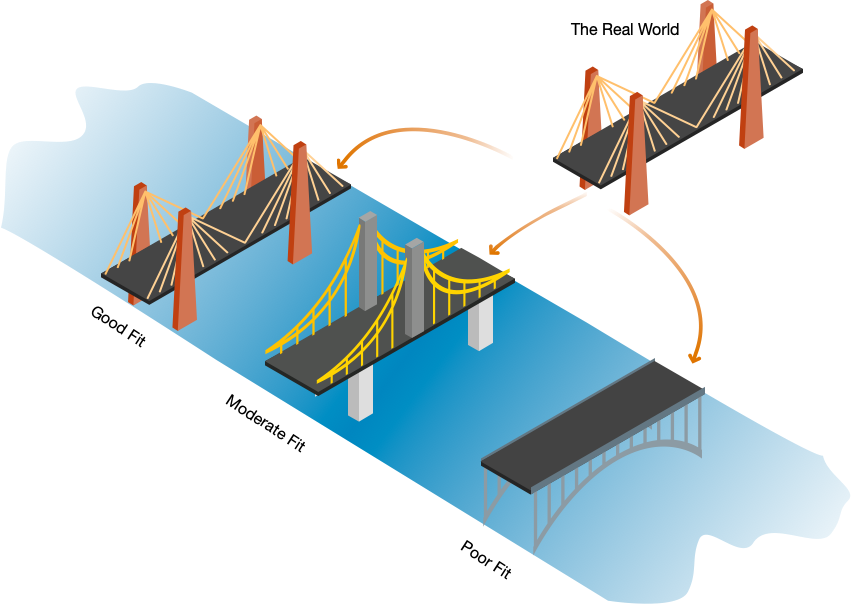 The Real World
Good Fit
Moderate Fit
Poor Fit